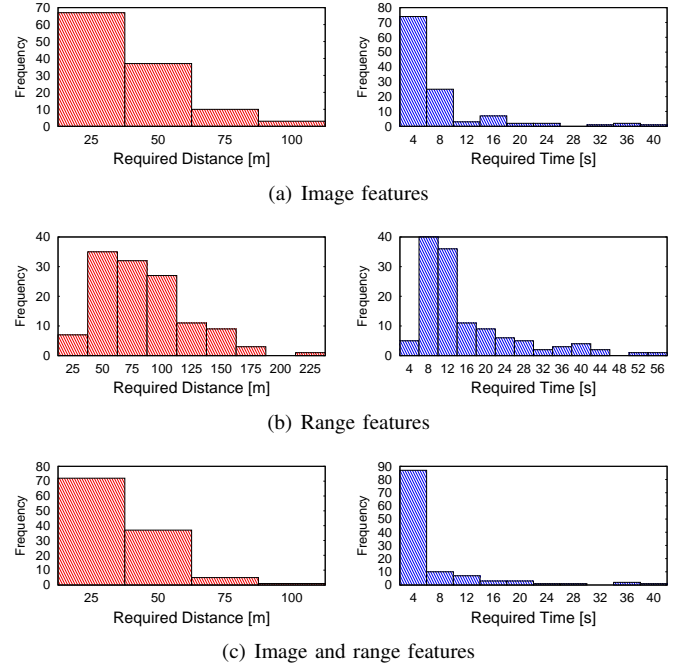 70
60
50
40
30
20
10
0
Frequency
25 50 75 100
Required Distance [m]
80
70
60
50
40
30
20
10
0
Frequency
4 8 12 16 20 24 28 32 36 40
Required Time [s]
(a) Image features
40
30
20
10
0
Frequency
25 50 75 100 125 150 175 200 225
Required Distance [m]
40
30
20
10
0
Frequency
4 8 12 16 20 24 28 32 36 40 44 48 52 56
Required Time [s]
(b) Range features
80
70
60
50
40
30
20
10
0
Frequency
25 50 75 100
Required Distance [m]
90
80
70
60
50
40
30
20
10
0
Frequency
4 8 12 16 20 24 28 32 36 40
Required Time [s]
(c) Image and range features